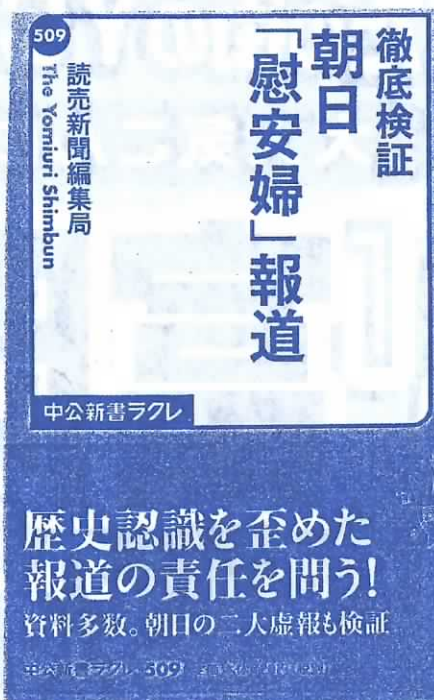 徹底検証
朝日
「慰安婦」報道
読売新聞編集局
The Yomiuri Shimbun
509
中公新書ラクレ
歴史認識を歪めた
報道の責任を問う!
資料多数。朝日の二大虚報も検証
中公新書ラクレ 509